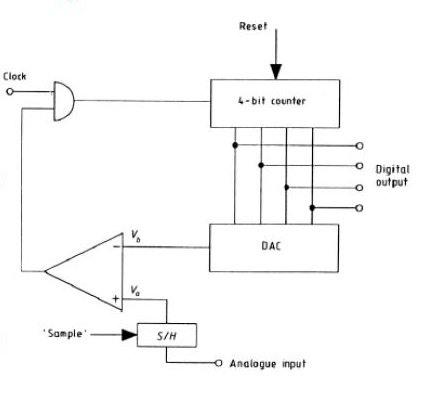 Reset
Clock
4-bit counter
Digital
output
DAC
V_b
−
V_a
+
'Sample'
S/H
Analogue input